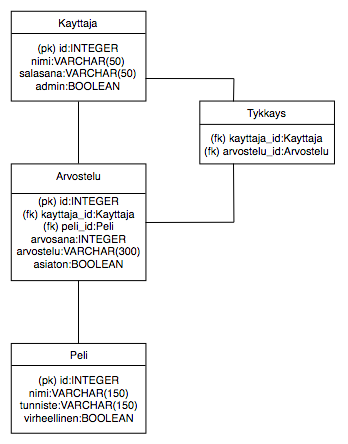 Kayttaja
(pk) id:INTEGER
nimi:VARCHAR(50)
salasana:VARCHAR(50)
admin:BOOLEAN
Tykkays
(fk) kayttaja_id:Kayttaja
(fk) arvostelu_id:Arvostelu
Arvostelu
(pk) id:INTEGER
(fk) kayttaja_id:Kayttaja
(fk) peli_id:Peli
arvosana:INTEGER
arvostelu:VARCHAR(300)
asiaton:BOOLEAN
Peli
(pk) id:INTEGER
nimi:VARCHAR(150)
tunniste:VARCHAR(150)
virheellinen:BOOLEAN